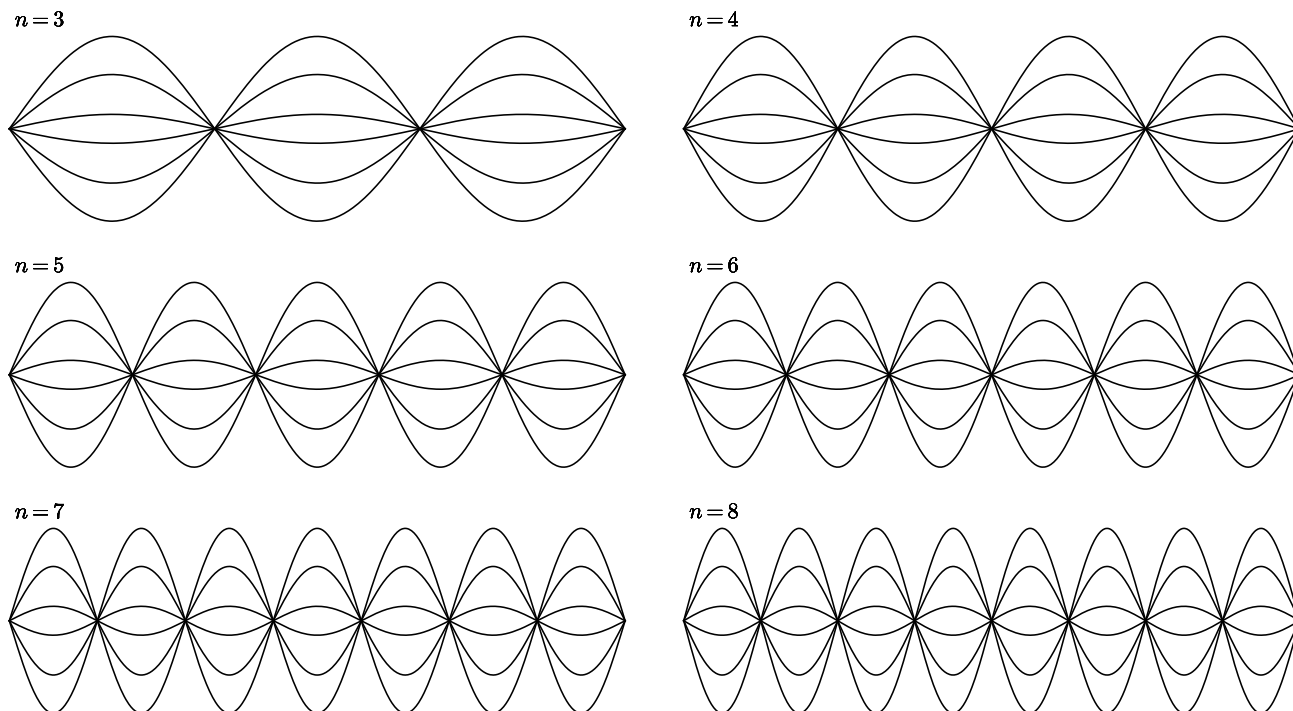 n = 3
n = 4
n = 5
n = 6
n = 7
n = 8